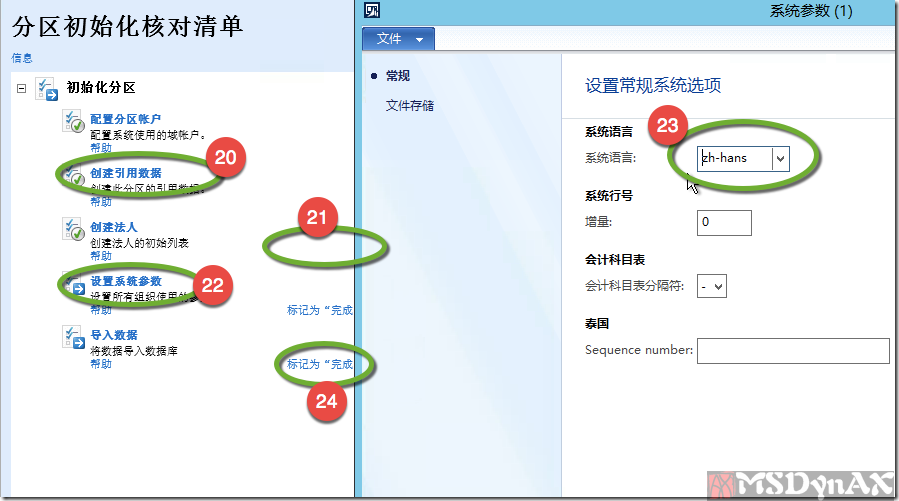 分区初始化核对清单
信息
初始化分区
配置分区帐户
配置系统使用的域帐户。
帮助
20
创建引用数据
创建此分区的引用数据。
帮助
21
创建法人
创建法人的初始列表
帮助
设置系统参数
22
设置所有组织使用的
帮助
标记为“完成
导入数据
将数据导入数据库
帮助
标记为“完成
24
系统参数 (1)
文件
常规
文件存储
设置常规系统选项
23
系统语言
系统语言:
zh-hans
系统行号
增量:
0
会计科目表
会计科目表分隔符:
-
泰国
Sequence number:
MSDynAX